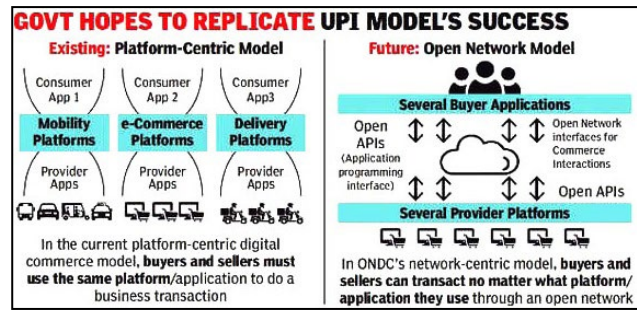 GOVT HOPES TO REPLICATE UPI MODEL'S SUCCESS
Existing: Platform-Centric Model
Consumer App 1
Consumer App 2
Consumer App3
Mobility Platforms
e-Commerce Platforms
Delivery Platforms
Provider Apps
Provider Apps
Provider Apps
In the current platform-centric digital
commerce model, buyers and sellers must
use the same platform/application to do a
business transaction
Future: Open Network Model
Several Buyer Applications
Open
APIs
(Application
programming
interface)
Open Network
interfaces for
Commerce
Interactions
Open APIs
Several Provider Platforms
In ONDC's network-centric model, buyers and
sellers can transact no matter what platform/
application they use through an open network